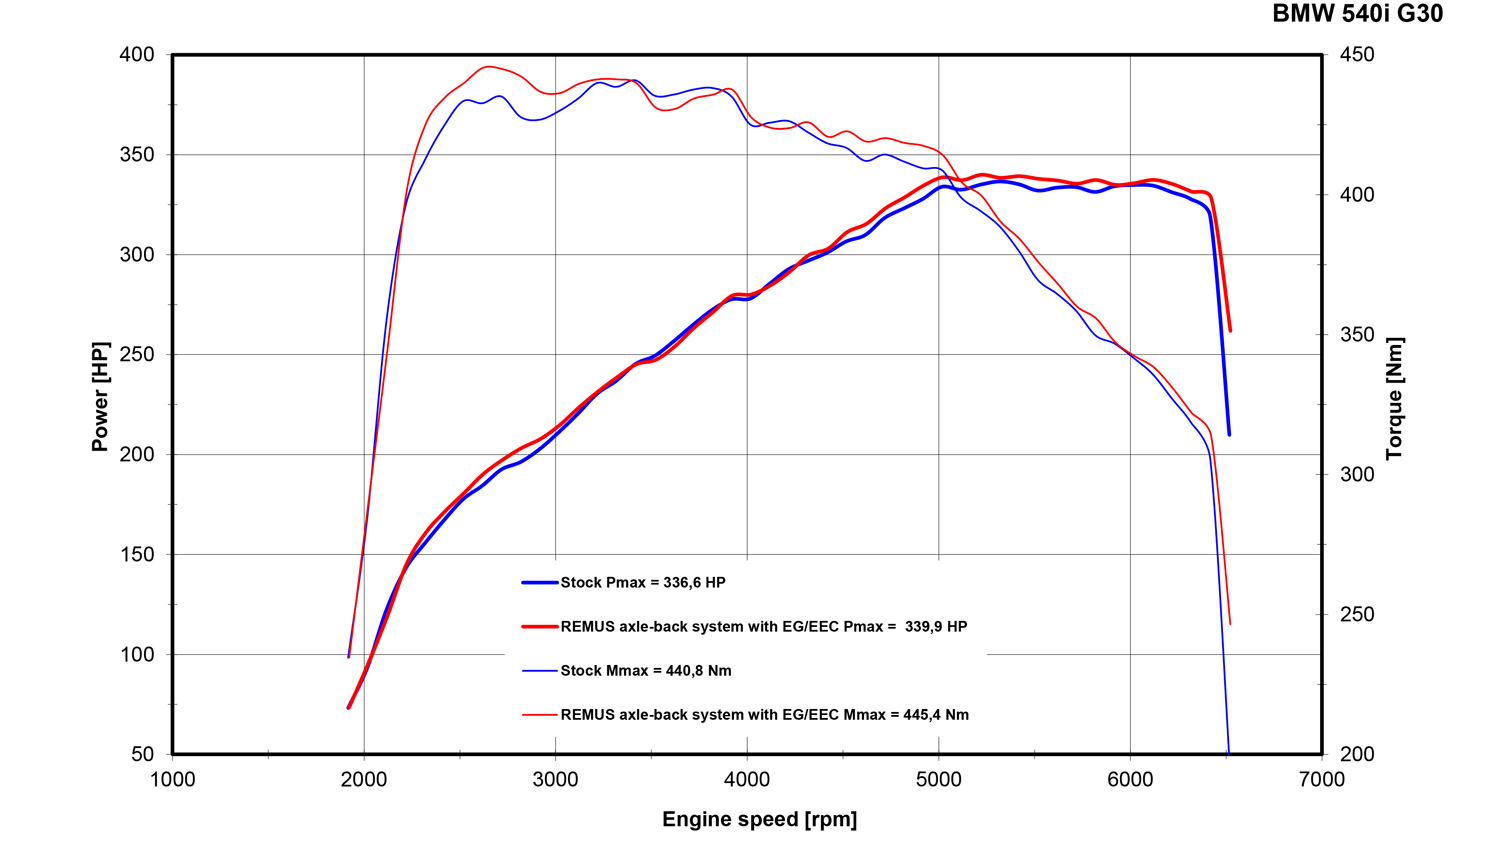 BMW 540i G30
400
350
300
250
200
150
100
50
450
400
350
300
250
200
Power [HP]
Torque [Nm]
Stock Pmax = 336,6 HP
REMUS axle-back system with EG/EEC Pmax =  339,9 HP
Stock Mmax = 440,8 Nm
REMUS axle-back system with EG/EEC Mmax = 445,4 Nm
1000 2000 3000 4000 5000 6000 7000
Engine speed [rpm]